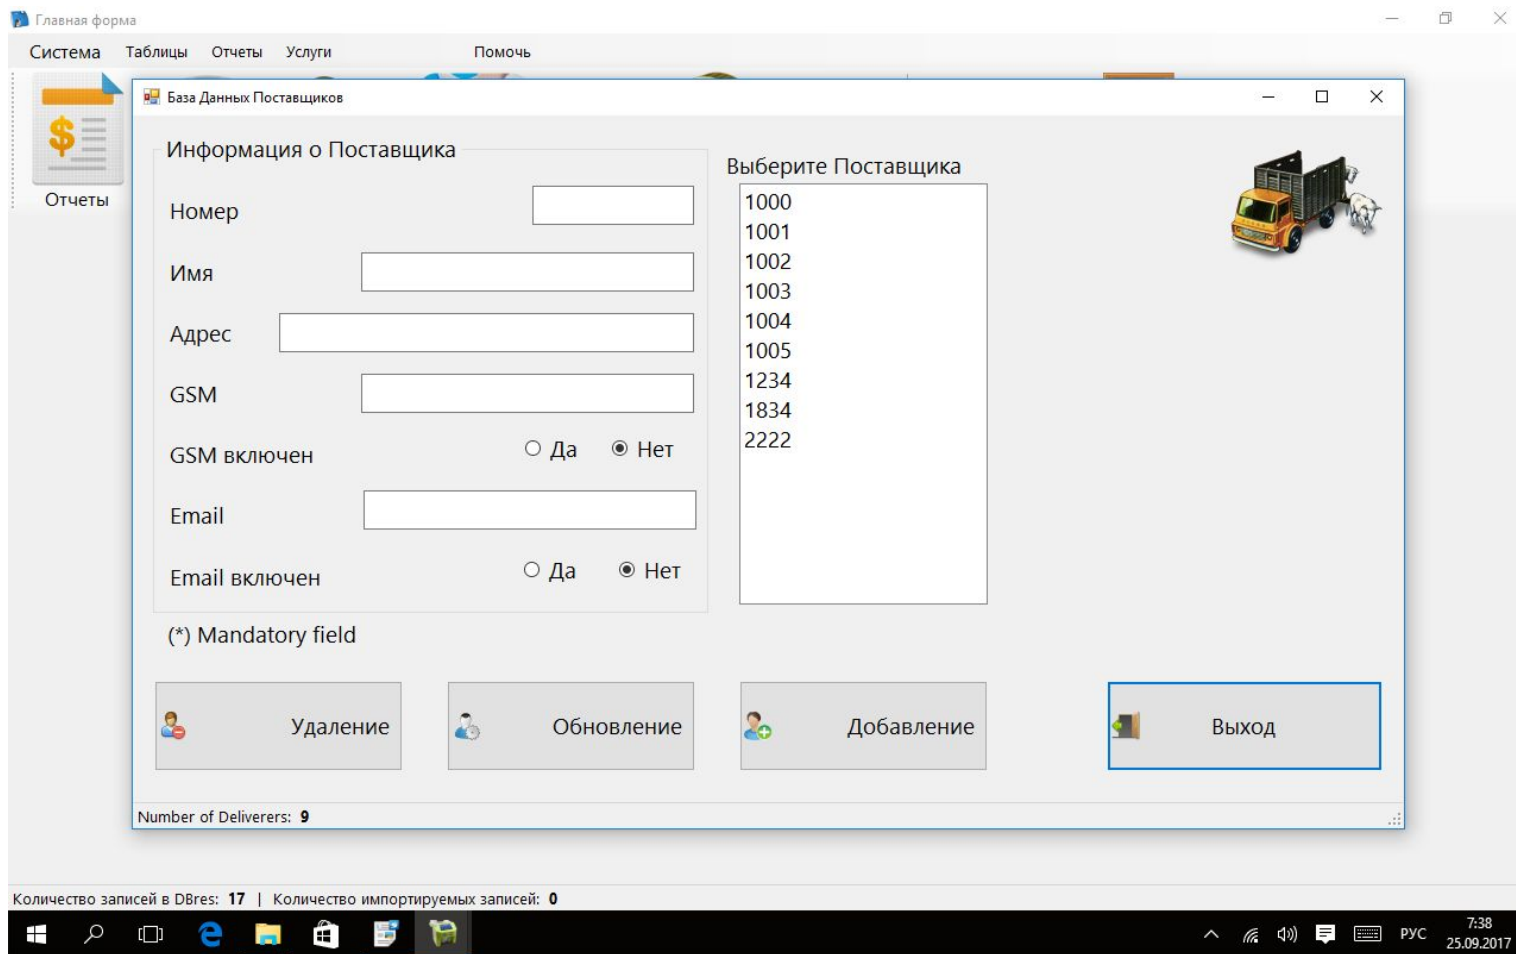 Главная форма
Система Таблицы Отчеты Услуги Помочь
Отчеты
База Данных Поставщиков
Информация о Поставщика
Номер
Имя
Адрес
GSM
GSM включен Да Нет
Email
Email включен Да Нет
(*) Mandatory field
Выберите Поставщика
1000
1001
1002
1003
1004
1005
1234
1834
2222
Удаление Обновление Добавление Выход
Number of Deliverers: 9
Количество записей в DBres: 17 | Количество импортируемых записей: 0
РУС
7:38
25.09.2017